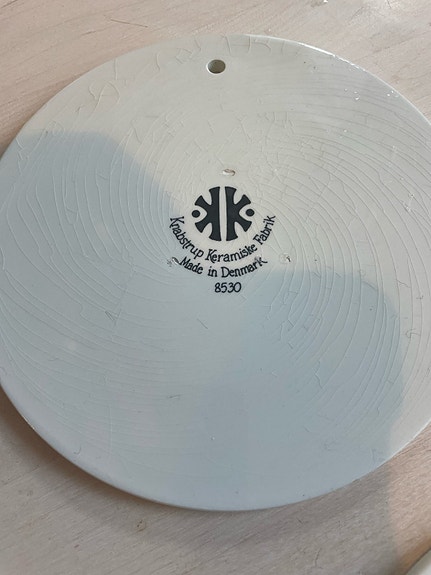 Knabstrup Keramiske Fabrik
Made in Denmark
8530